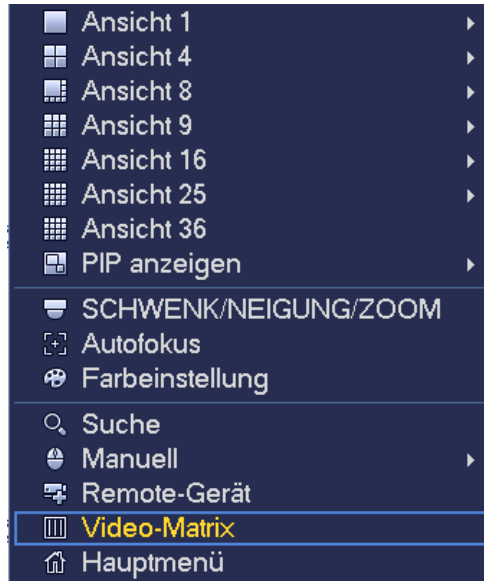 Ansicht 1
Ansicht 4
Ansicht 8
Ansicht 9
Ansicht 16
Ansicht 25
Ansicht 36
PIP anzeigen
SCHWENK/NEIGUNG/ZOOM
Autofokus
Farbeinstellung
Suche
Manuell
Remote-Gerät
Video-Matrix
Hauptmenü